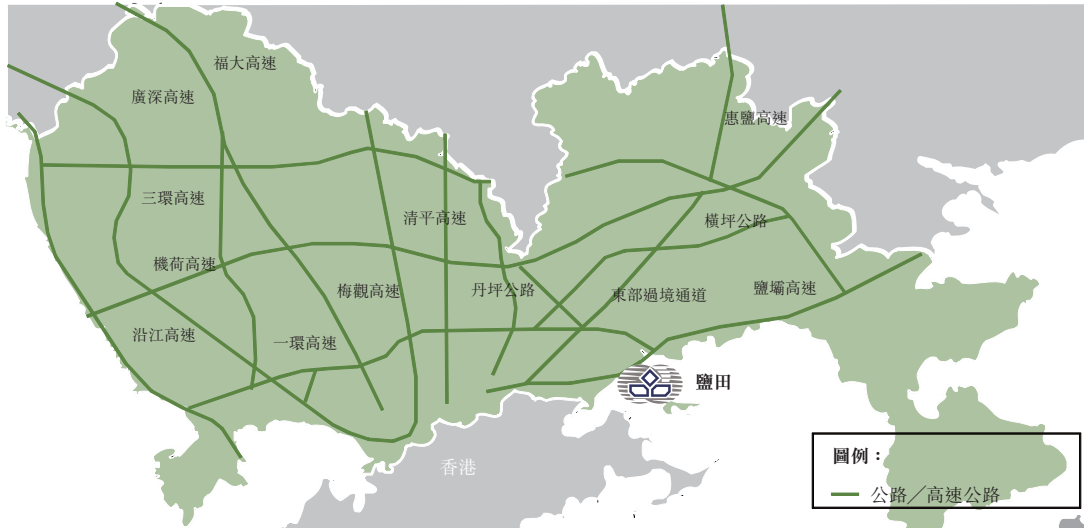 福大高速
廣深高速
惠鹽高速
三環高速
清平高速
橫坪公路
機荷高速
梅觀高速
丹坪公路
東部過境通道
鹽壩高速
沿江高速
一環高速
鹽田
香港
圖例：
公路／高速公路